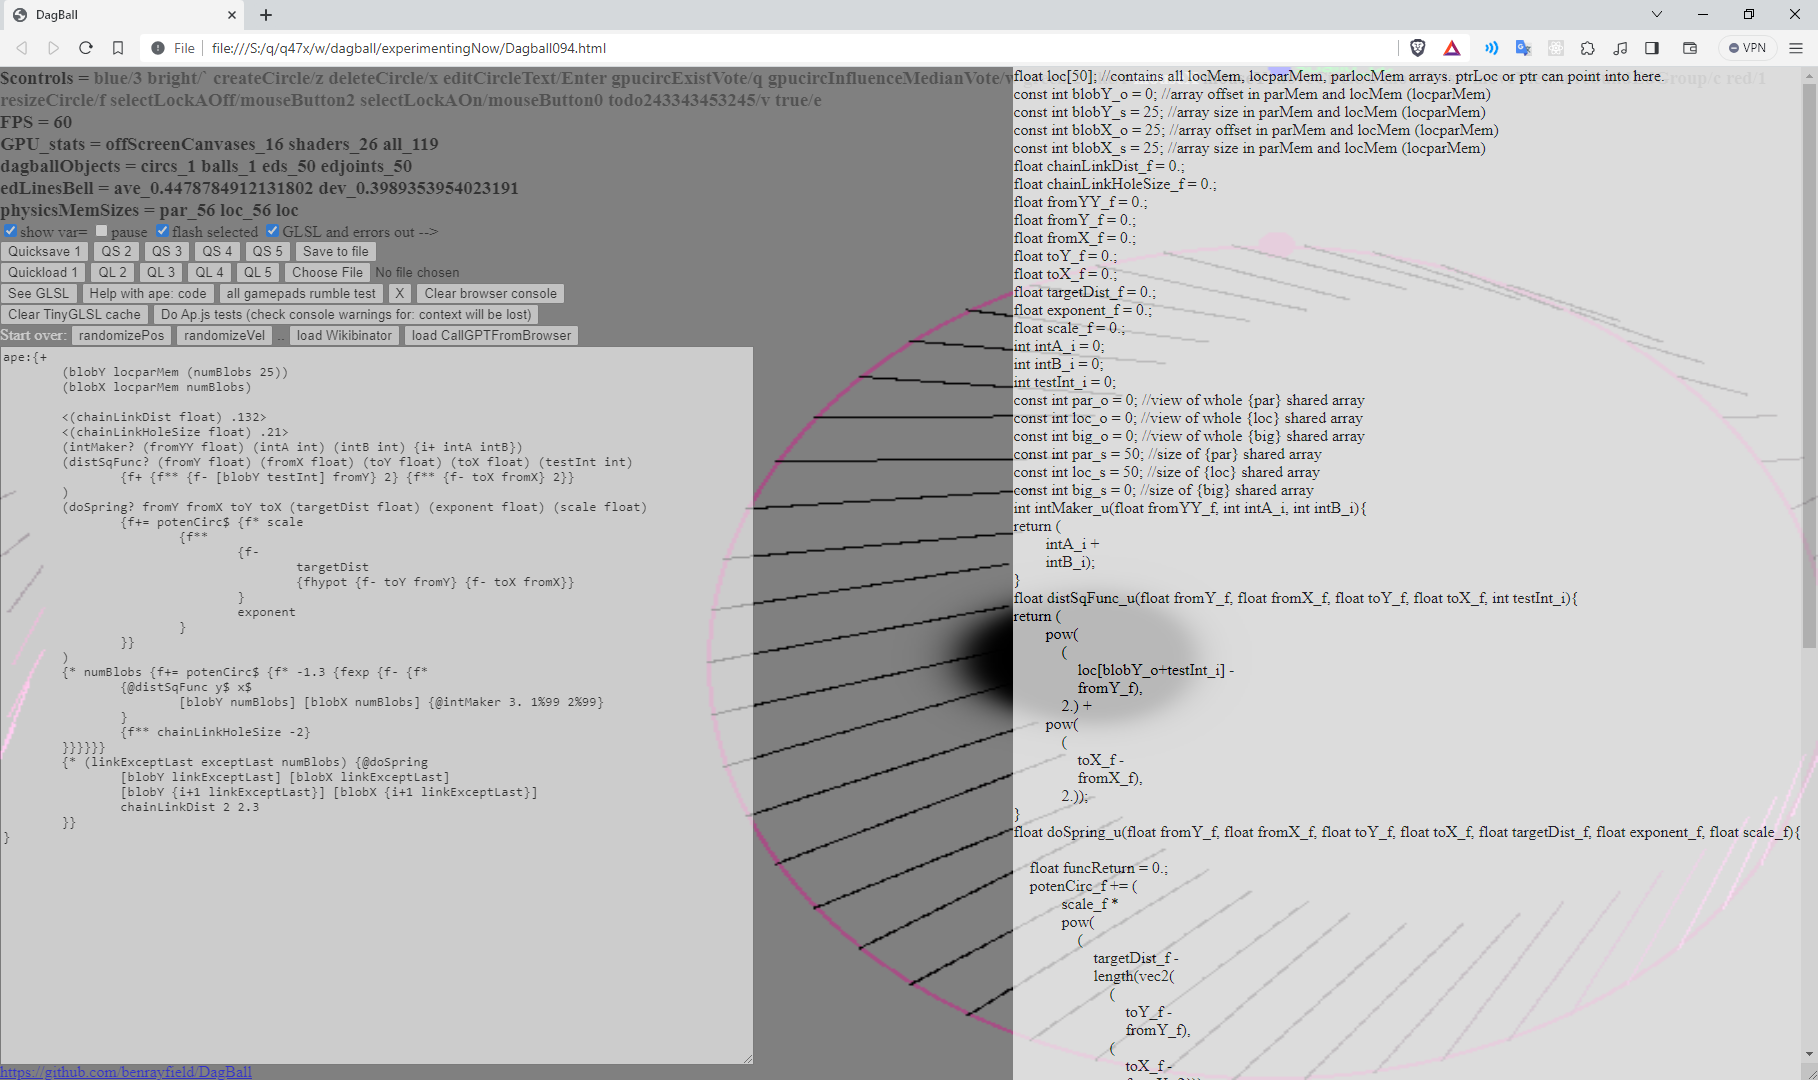 DagBall
File
file:///S:/q/q47x/w/dagball/experimentingNow/Dagball094.html
VPN
Scontrols = blue/3 bright/` createCircle/z deleteCircle/x editCircleText/Enter gpucircExistVote/q gpucircInfluenceMedianVote/w
resizeCircle/f selectLockAOff/mouseButton2 selectLockAOn/mouseButton0 todo243343453245/v true/e
FPS = 60
GPU_stats = offScreenCanvases_16 shaders_26 all_119
dagballObjects = circs_1 balls_1 eds_50 edjoints_50
edLinesBell = ave_0.4478784912131802 dev_0.3989353954023191
physicsMemSizes = par_56 loc_56 loc
show var= pause flash selected GLSL and errors out -->
Quicksave 1 QS 2 QS 3 QS 4 QS 5 Save to file
Quickload 1 QL 2 QL 3 QL 4 QL 5 Choose File No file chosen
See GLSL Help with ape: code all gamepads rumble test X Clear browser console
Clear TinyGLSL cache Do Ap.js tests (check console warnings for: context will be lost)
Start over: randomizePos randomizeVel .. load Wikibinator load CallGPTFromBrowser
ape:{+
(blobY locparMem (numBlobs 25))
(blobX locparMem numBlobs)
<(chainLinkDist float) .132>
<(chainLinkHoleSize float) .21>
(intMaker? (fromYY float) (intA int) (intB int) {i+ intA intB})
(distSqFunc? (fromY float) (fromX float) (toY float) (toX float) (testInt int)
{f+ {f** {f- [blobY testInt] fromY} 2} {f** {f- toX fromX} 2}}
)
(doSpring? fromY fromX toY toX (targetDist float) (exponent float) (scale float)
{f+= potenCirc$ {f* scale
{f**
{f-
targetDist
{fhypot {f- toY fromY} {f- toX fromX}}
}
exponent
}
}}
)
{* numBlobs {f+= potenCirc$ {f* -1.3 {fexp {f- {f*
{@distSqFunc y$ x$
[blobY numBlobs] [blobX numBlobs] {@intMaker 3. 1%99 2%99}
}
{f** chainLinkHoleSize -2}
}}}}}}
{* (linkExceptLast exceptLast numBlobs) {@doSpring
[blobY linkExceptLast] [blobX linkExceptLast]
[blobY {i+1 linkExceptLast}] [blobX {i+1 linkExceptLast}]
chainLinkDist 2 2.3
}}
}
https://github.com/benrayfield/DagBall
float loc[50]; //contains all locMem, locparMem, parlocMem arrays. ptrLoc or ptr can point into here.
Group/c red/1
const int blobY_o = 0; //array offset in parMem and locMem (locparMem)
const int blobY_s = 25; //array size in parMem and locMem (locparMem)
const int blobX_o = 25; //array offset in parMem and locMem (locparMem)
const int blobX_s = 25; //array size in parMem and locMem (locparMem)
float chainLinkDist_f = 0.;
float chainLinkHoleSize_f = 0.;
float fromYY_f = 0.;
float fromY_f = 0.;
float fromX_f = 0.;
float toY_f = 0.;
float toX_f = 0.;
float targetDist_f = 0.;
float exponent_f = 0.;
float scale_f = 0.;
int intA_i = 0;
int intB_i = 0;
int testInt_i = 0;
const int par_o = 0; //view of whole {par} shared array
const int loc_o = 0; //view of whole {loc} shared array
const int big_o = 0; //view of whole {big} shared array
const int par_s = 50; //size of {par} shared array
const int loc_s = 50; //size of {loc} shared array
const int big_s = 0; //size of {big} shared array
int intMaker_u(float fromYY_f, int intA_i, int intB_i){
return (
intA_i +
intB_i);
}
float distSqFunc_u(float fromY_f, float fromX_f, float toY_f, float toX_f, int testInt_i){
return (
pow(
(
loc[blobY_o+testInt_i] -
fromY_f),
2.) +
pow(
(
toX_f -
fromX_f),
2.));
}
float doSpring_u(float fromY_f, float fromX_f, float toY_f, float toX_f, float targetDist_f, float exponent_f, float scale_f){
float funcReturn = 0.;
potenCirc_f += (
scale_f *
pow(
(
targetDist_f -
length(vec2(
(
toY_f -
fromY_f),
(
toX_f -